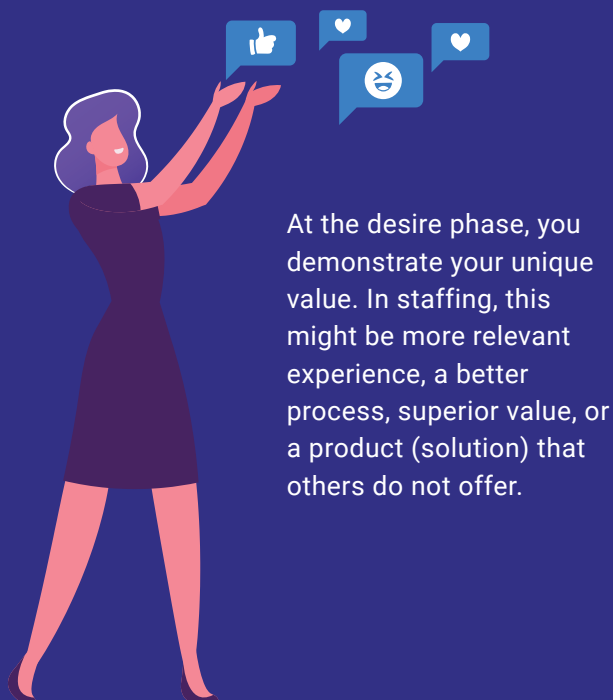 At the desire phase, you
demonstrate your unique
value. In staffing, this
might be more relevant
experience, a better
process, superior value, or
a product (solution) that
others do not offer.